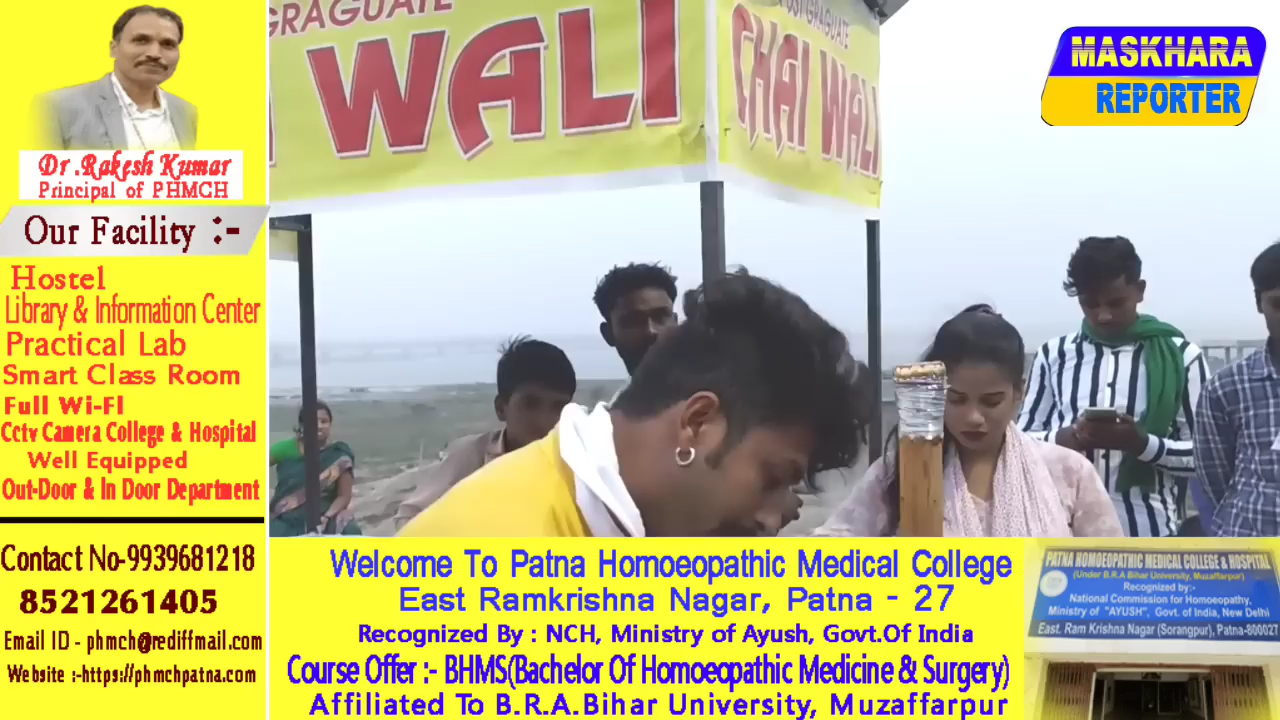 Dr .Rakesh Kumar
Principal of PHMCH
Our Facility :-
Hostel
Library & Information Center
Practical Lab
Smart Class Room
Full Wi-FI
Cctv Camera College & Hospital
Well Equipped
Out-Door & In Door Department
Contact No-9939681218
8521261405
Email ID - phmch@rediffmail.com
Website :-https://phmchpatna.com
GRAGUATE
WALI
POST GRAGUATE
CHAI WALI
MASKHARA
REPORTER
Welcome To Patna Homoeopathic Medical College
East Ramkrishna Nagar, Patna - 27
Recognized By : NCH, Ministry of Ayush, Govt.Of India
Course Offer :- BHMS(Bachelor Of Homoeopathic Medicine & Surgery)
Affiliated To B.R.A.Bihar University, Muzaffarpur
PATNA HOMOEOPATHIC MEDICAL COLLEGE & HOSPITAL
(Under B.R.A Bihar University, Muzaffarpur)
Recognized by:-
National Commission for Homoeopathy,
Ministry of "AYUSH", Govt. of India, New Delhi
East. Ram Krishna Nagar (Sorangpur), Patna-800027